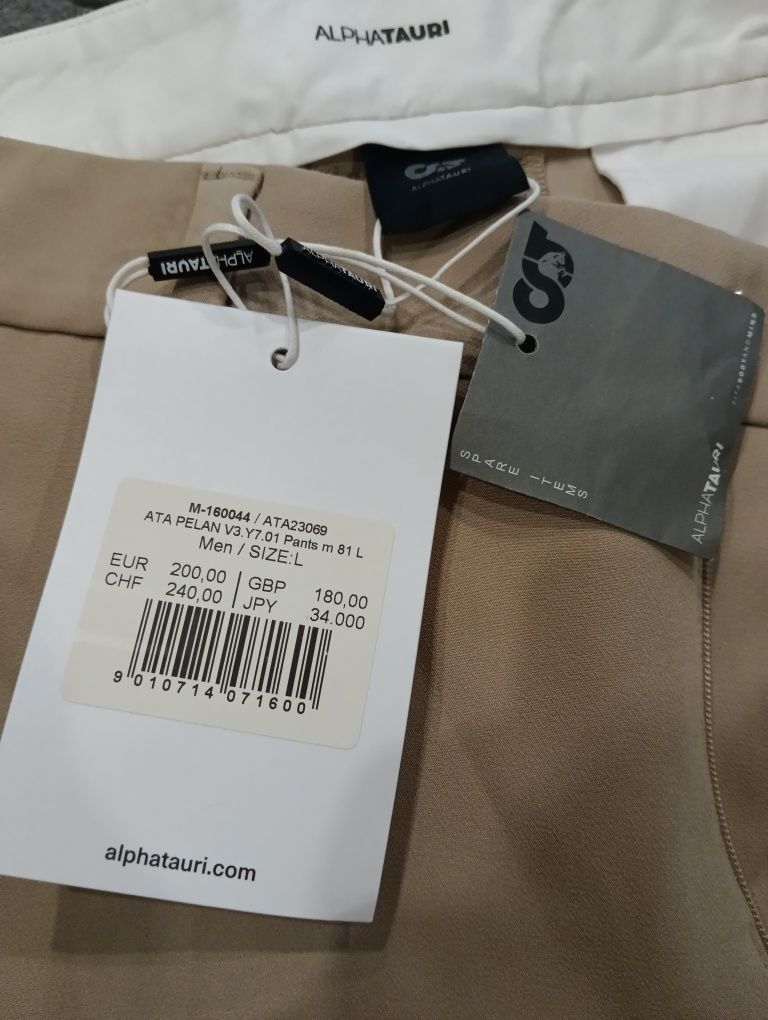 ALPHATAURI
ALPHATAURI
ALPHATAURI
ALPHATAURI
SPARE ITEMS
ALPHATAURI
M-160044 / ATA23069
ATA PELAN V3.Y7.01 Pants m 81 L
Men / SIZE:L
EUR 200,00 | GBP 180,00
CHF 240,00 | JPY 34.000
9 010714 071600
alphatauri.com